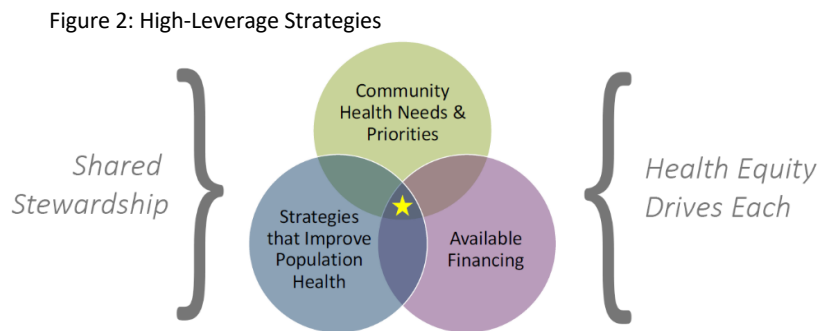 Figure 2: High-Leverage Strategies
Community
Health Needs &
Priorities
Shared
Stewardship
Health Equity
Drives Each
Strategies
that Improve
Population
Health
Available
Financing